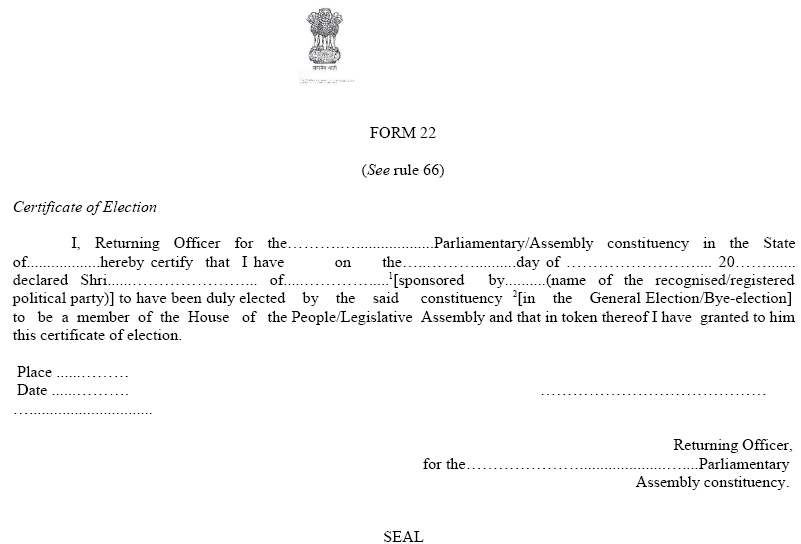 सत्यमेव जयते
FORM 22
(See rule 66)
Certificate of Election
I, Returning Officer for the………….....................Parliamentary/Assembly constituency in the State
of..................hereby certify that I have on the....………........day of …………………….... 20…….......
declared Shri......…………………….. of......………….....¹[sponsored by..........(name of the recognised/registered
political party)] to have been duly elected by the said constituency ²[in the General Election/Bye-election]
to be a member of the House of the People/Legislative Assembly and that in token thereof I have granted to him
this certificate of election.
Place ......………
Date ......……….
…............................... ……………………………………
Returning Officer,
for the…………………......................…....Parliamentary
Assembly constituency.
SEAL